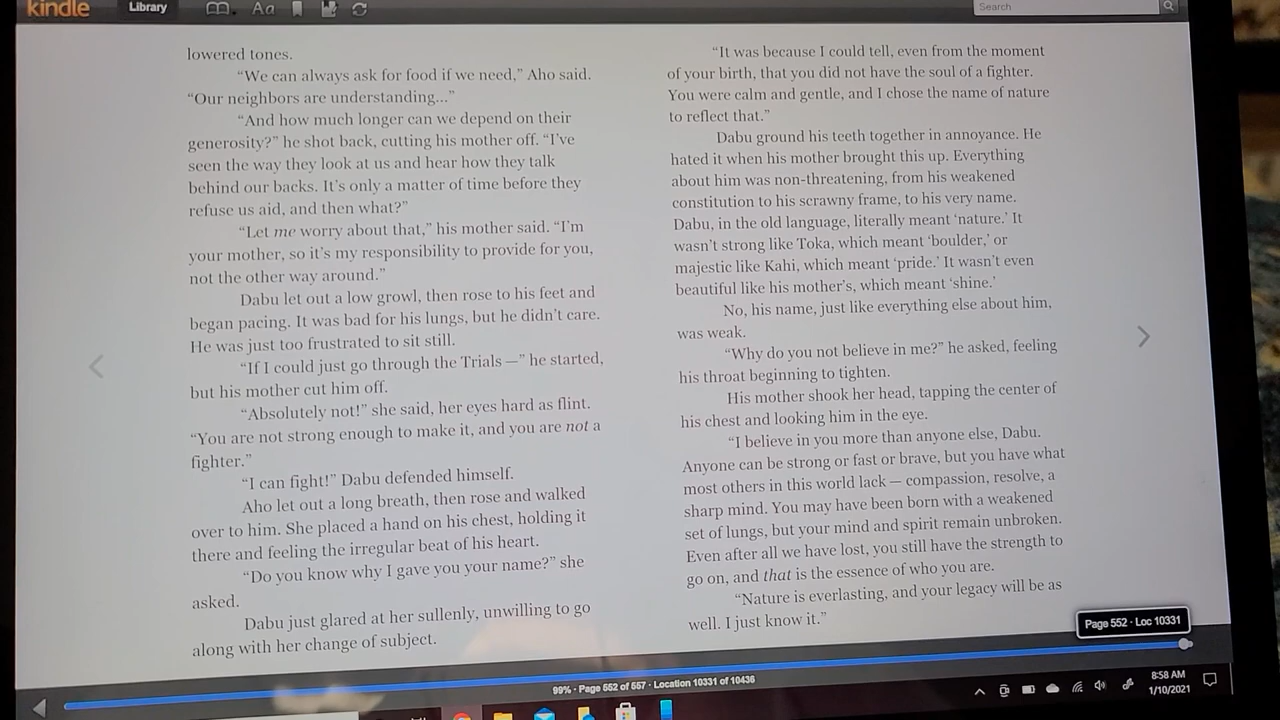 kindle
Library
Aa
Search
lowered tones.
“We can always ask for food if we need,” Aho said.
“Our neighbors are understanding...”
“And how much longer can we depend on their
generosity?” he shot back, cutting his mother off. “I’ve
seen the way they look at us and hear how they talk
behind our backs. It’s only a matter of time before they
refuse us aid, and then what?”
“Let me worry about that,” his mother said. “I’m
your mother, so it’s my responsibility to provide for you,
not the other way around.”
Dabu let out a low growl, then rose to his feet and
began pacing. It was bad for his lungs, but he didn’t care.
He was just too frustrated to sit still.
“If I could just go through the Trials —” he started,
but his mother cut him off.
“Absolutely not!” she said, her eyes hard as flint.
“You are not strong enough to make it, and you are not a
fighter.”
“I can fight!” Dabu defended himself.
Aho let out a long breath, then rose and walked
over to him. She placed a hand on his chest, holding it
there and feeling the irregular beat of his heart.
“Do you know why I gave you your name?” she
asked.
Dabu just glared at her sullenly, unwilling to go
along with her change of subject.
“It was because I could tell, even from the moment
of your birth, that you did not have the soul of a fighter.
You were calm and gentle, and I chose the name of nature
to reflect that.”
Dabu ground his teeth together in annoyance. He
hated it when his mother brought this up. Everything
about him was non-threatening, from his weakened
constitution to his scrawny frame, to his very name.
Dabu, in the old language, literally meant ‘nature.’ It
wasn’t strong like Toka, which meant ‘boulder,’ or
majestic like Kahi, which meant ‘pride.’ It wasn’t even
beautiful like his mother’s, which meant ‘shine.’
No, his name, just like everything else about him,
was weak.
“Why do you not believe in me?” he asked, feeling
his throat beginning to tighten.
His mother shook her head, tapping the center of
his chest and looking him in the eye.
“I believe in you more than anyone else, Dabu.
Anyone can be strong or fast or brave, but you have what
most others in this world lack — compassion, resolve, a
sharp mind. You may have been born with a weakened
set of lungs, but your mind and spirit remain unbroken.
Even after all we have lost, you still have the strength to
go on, and that is the essence of who you are.
“Nature is everlasting, and your legacy will be as
well. I just know it.”
Page 552 · Loc 10331
99% · Page 552 of 557 · Location 10331 of 10436
8:58 AM
1/10/2021